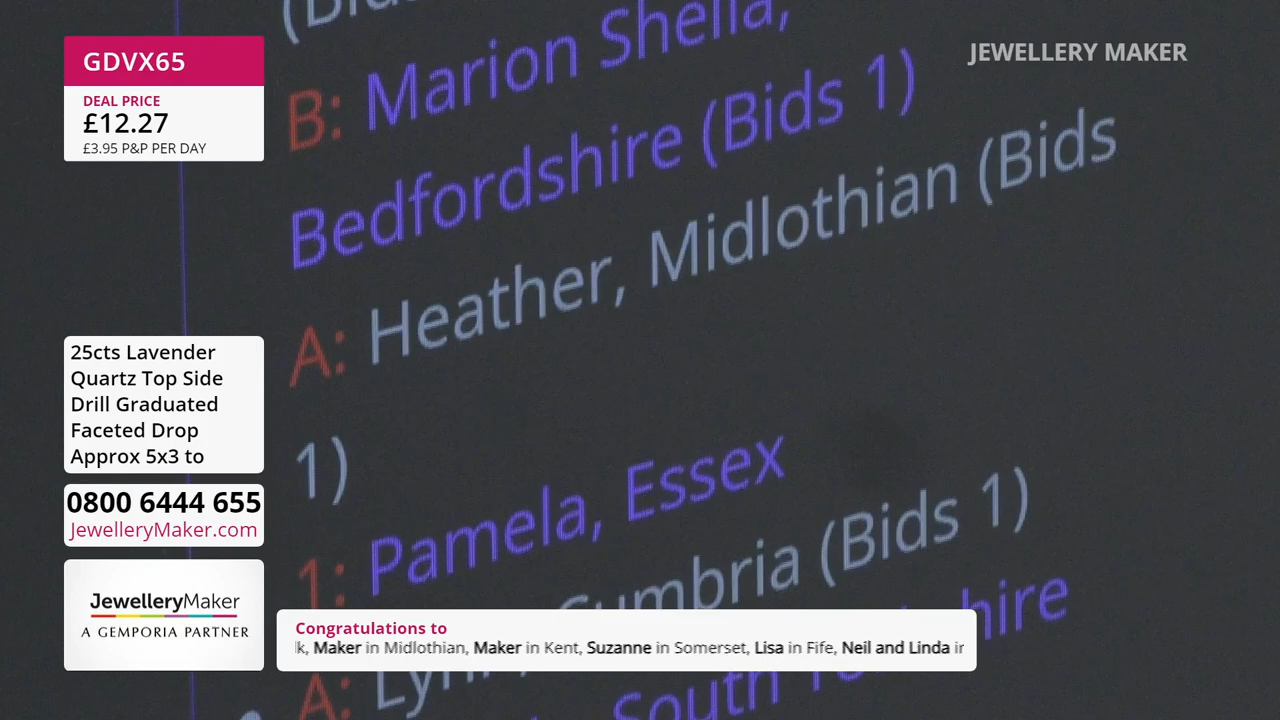 GDVX65
DEAL PRICE
£12.27
£3.95 P&P PER DAY
JEWELLERY MAKER
B: Marion Shella,
Bedfordshire (Bids 1)
A: Heather, Midlothian (Bids
1)
1: Pamela, Essex
Cumbria (Bids 1)
A:
South
hire
25cts Lavender
Quartz Top Side
Drill Graduated
Faceted Drop
Approx 5x3 to
0800 6444 655
JewelleryMaker.com
JewelleryMaker
A GEMPORIA PARTNER
Congratulations to
k, Maker in Midlothian, Maker in Kent, Suzanne in Somerset, Lisa in Fife, Neil and Linda in